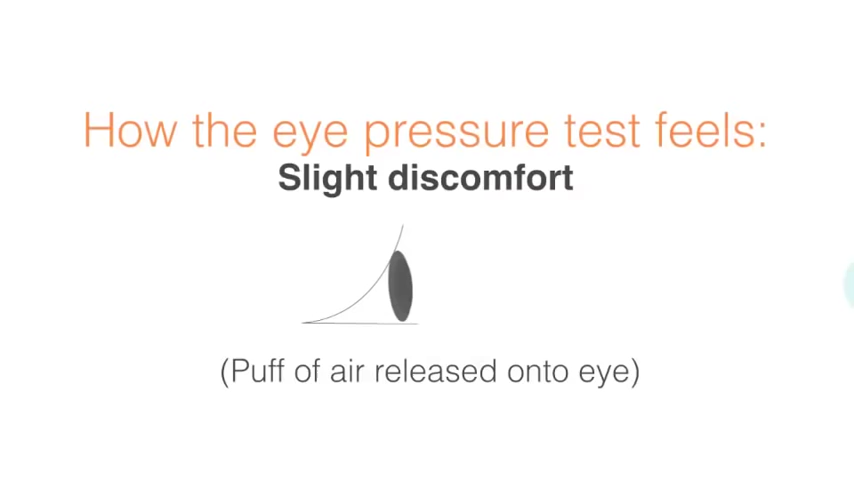 How the eye pressure test feels:
Slight discomfort
(Puff of air released onto eye)